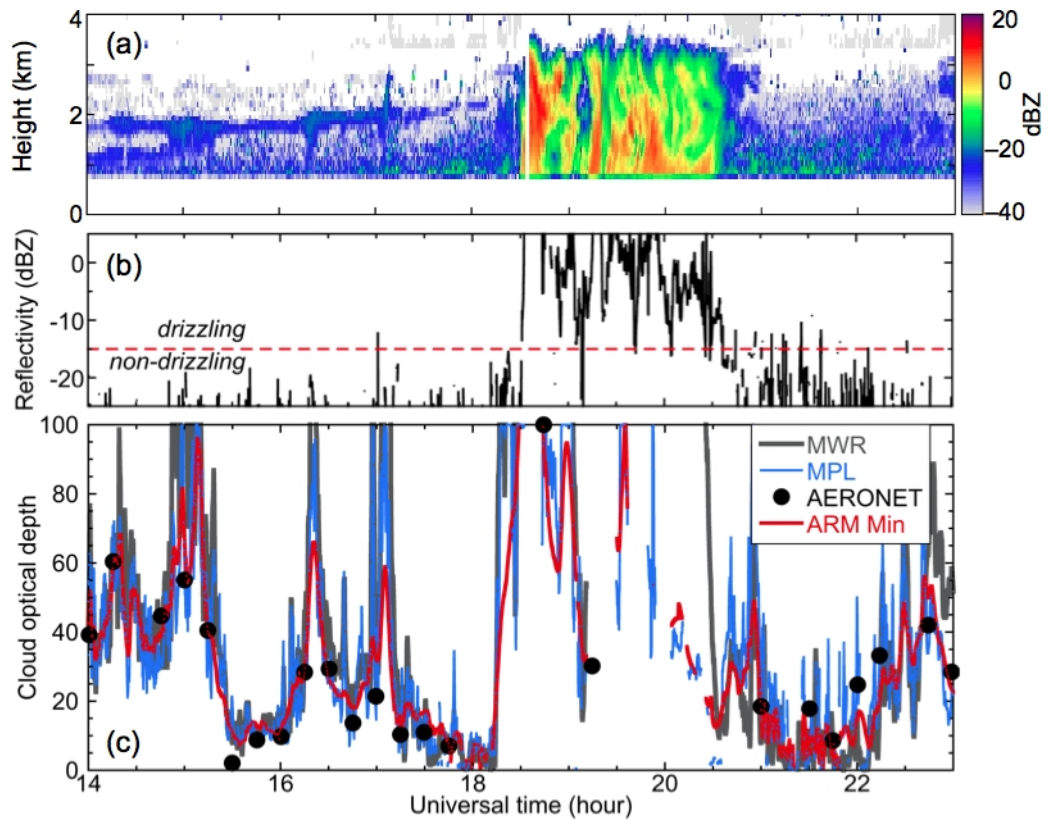 (a)
Height (km)
4
2
0
20
0
−20
−40
dBZ
(b)
Reflectivity (dBZ)
0
-10
-20
drizzling
non-drizzling
(c)
Cloud optical depth
100
80
60
40
20
0
MWR
MPL
AERONET
ARM Min
14 16 18 20 22
Universal time (hour)